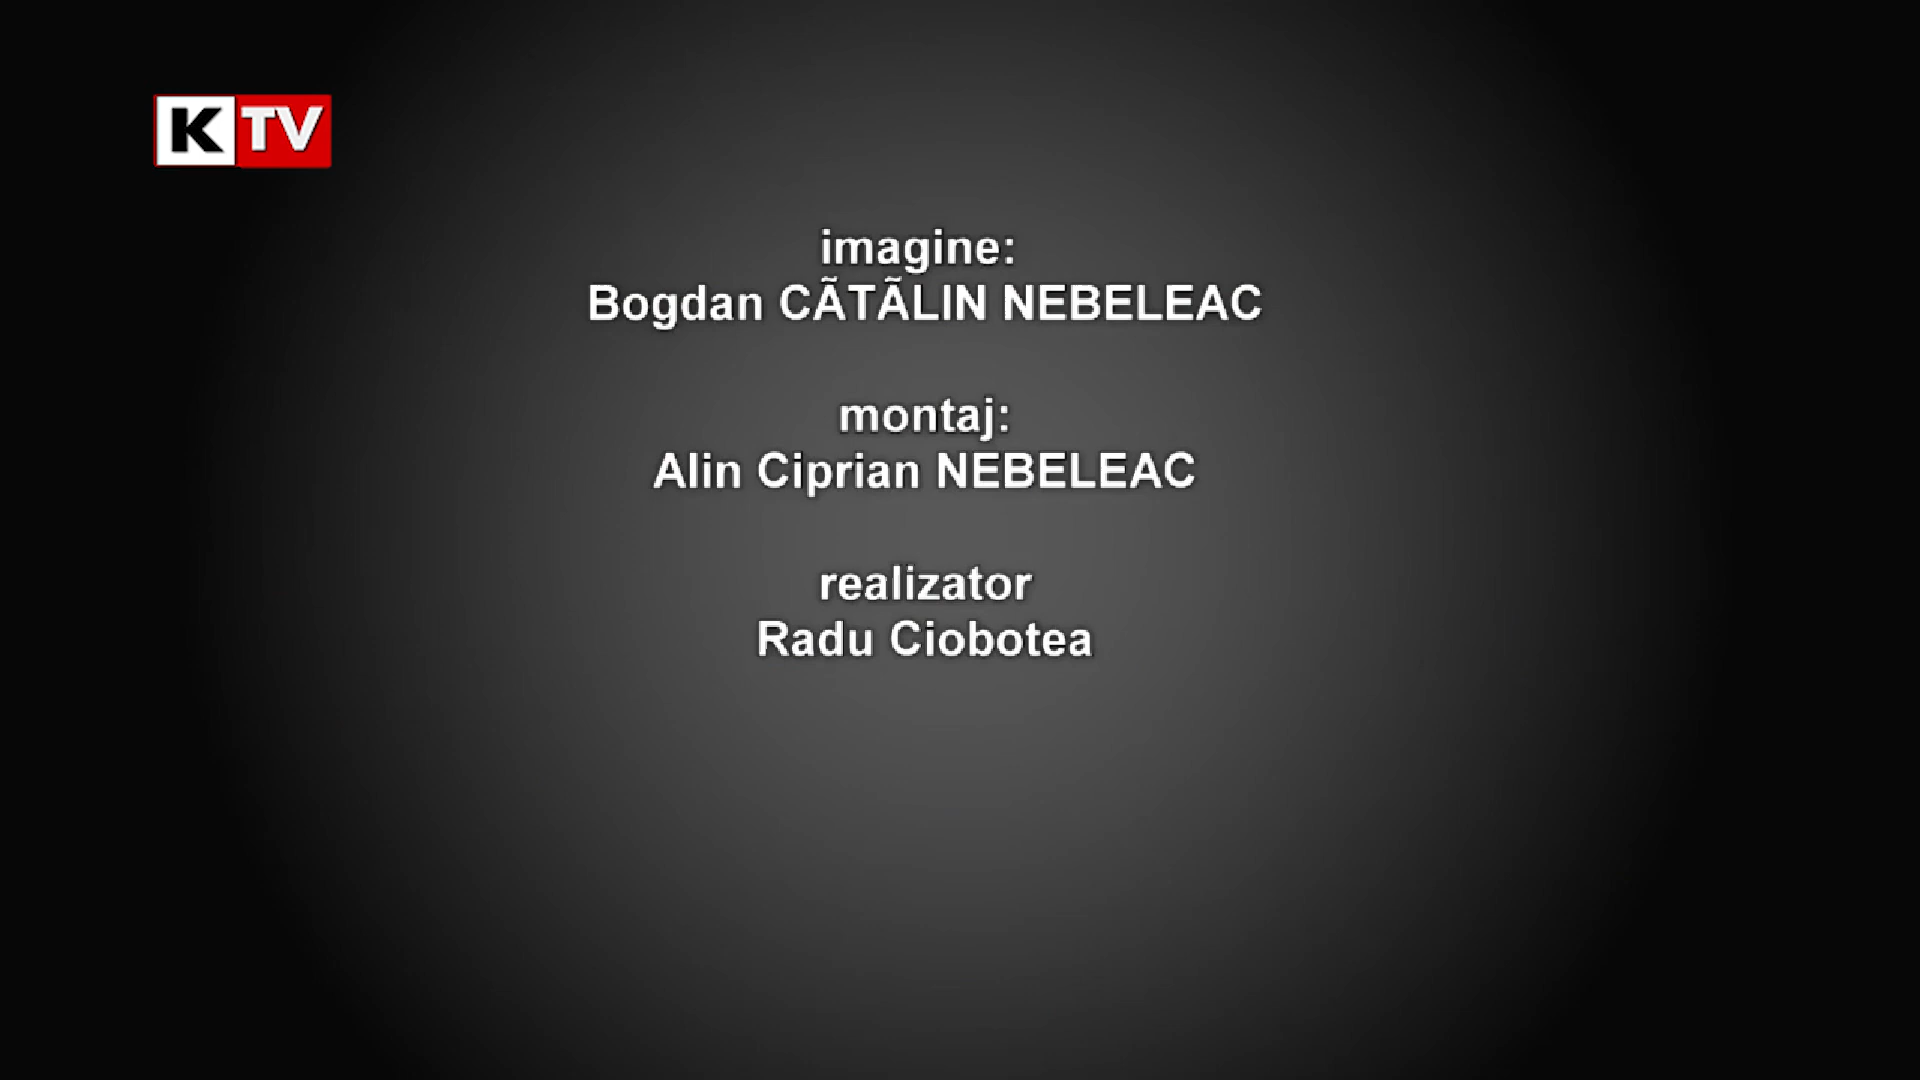 KTV
imagine:
Bogdan CÃTÃLIN NEBELEAC
montaj:
Alin Ciprian NEBELEAC
realizator
Radu Ciobotea